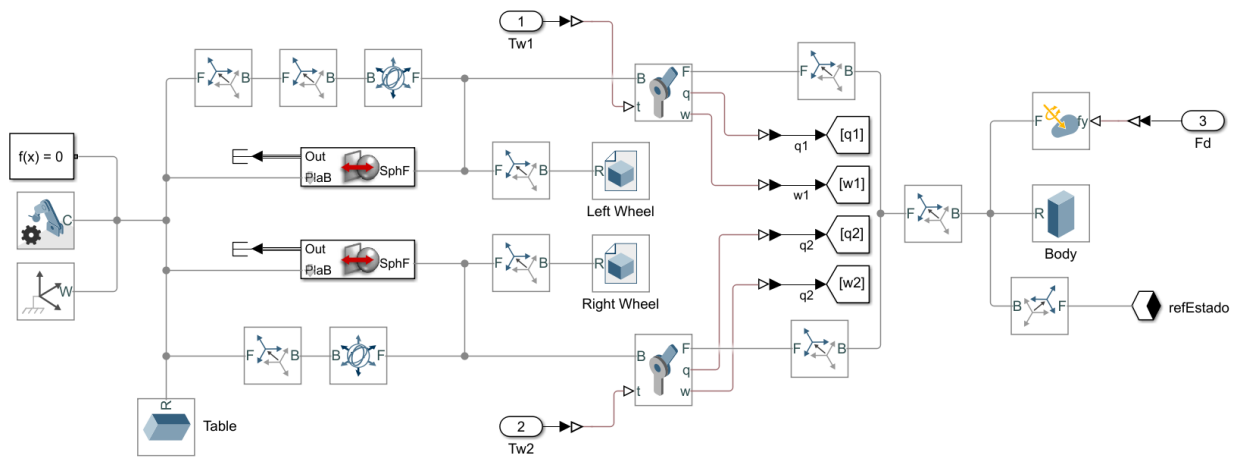 1
Tw1
F B
F B
B F
B F
q
t w
F B
F fy
3
Fd
f(x) = 0
[q1]
q1
Out
PlaB SphF
F B
R
Left Wheel
[w1]
w1
C
F B
R
Body
[q2]
q2
Out
PlaB SphF
F B
R
Right Wheel
W
[w2]
q2
B F
refEstado
F B
B F
B F
q
t w
F B
R
Table
2
Tw2